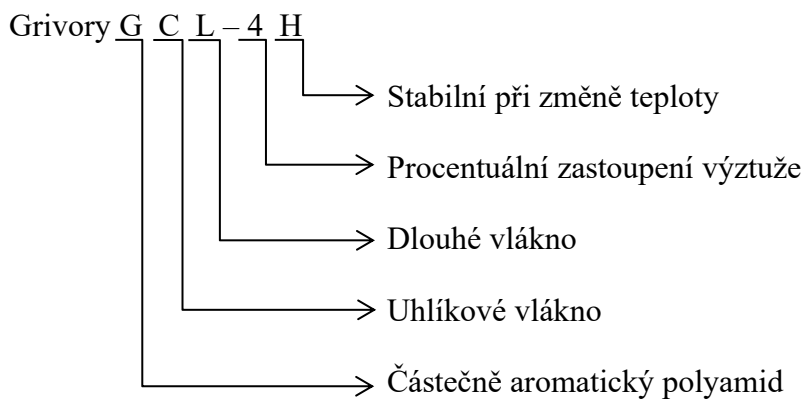 Grivory G C L – 4 H
Stabilní při změně teploty
Procentuální zastoupení výztuže
Dlouhé vlákno
Uhlíkové vlákno
Částečně aromatický polyamid